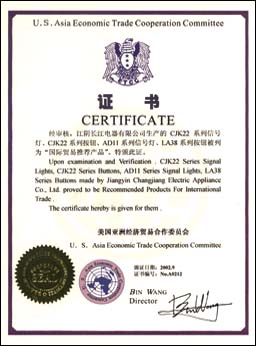 U. S. Asia Economic Trade Cooperation Committee
证 书
CERTIFICATE
经审核，江阴长江电器有限公司生产的 CJK22 系列信号
灯、CJK22 系列按钮、AD11 系列信号灯、LA38 系列按钮被列
为“国际贸易推荐产品”，特颁此证。
Upon examination and Verification , CJK22 Series Signal
Lights, CJK22 Series Buttons, AD11 Series Signal Lights, LA38
Series Buttons made by Jiangyin Changjiang Electric Appliance
Co., Ltd. proved to be Recommended Products For International
Trade .
The certificate hereby is given for them .
美国亚洲经济贸易合作委员会
U. S. Asia Economic Trade Cooperation Committee
颁证日期: 2002.9
证书编号: No.A0212
BIN WANG
Director